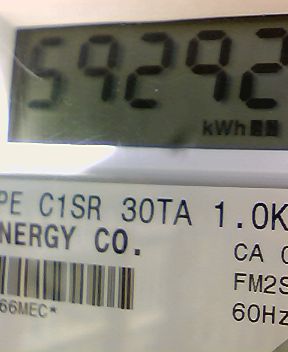 59292
kWh
PE C1SR 30TA 1.0K
NERGY CO.
CA
FM2S
60Hz
66MEC*